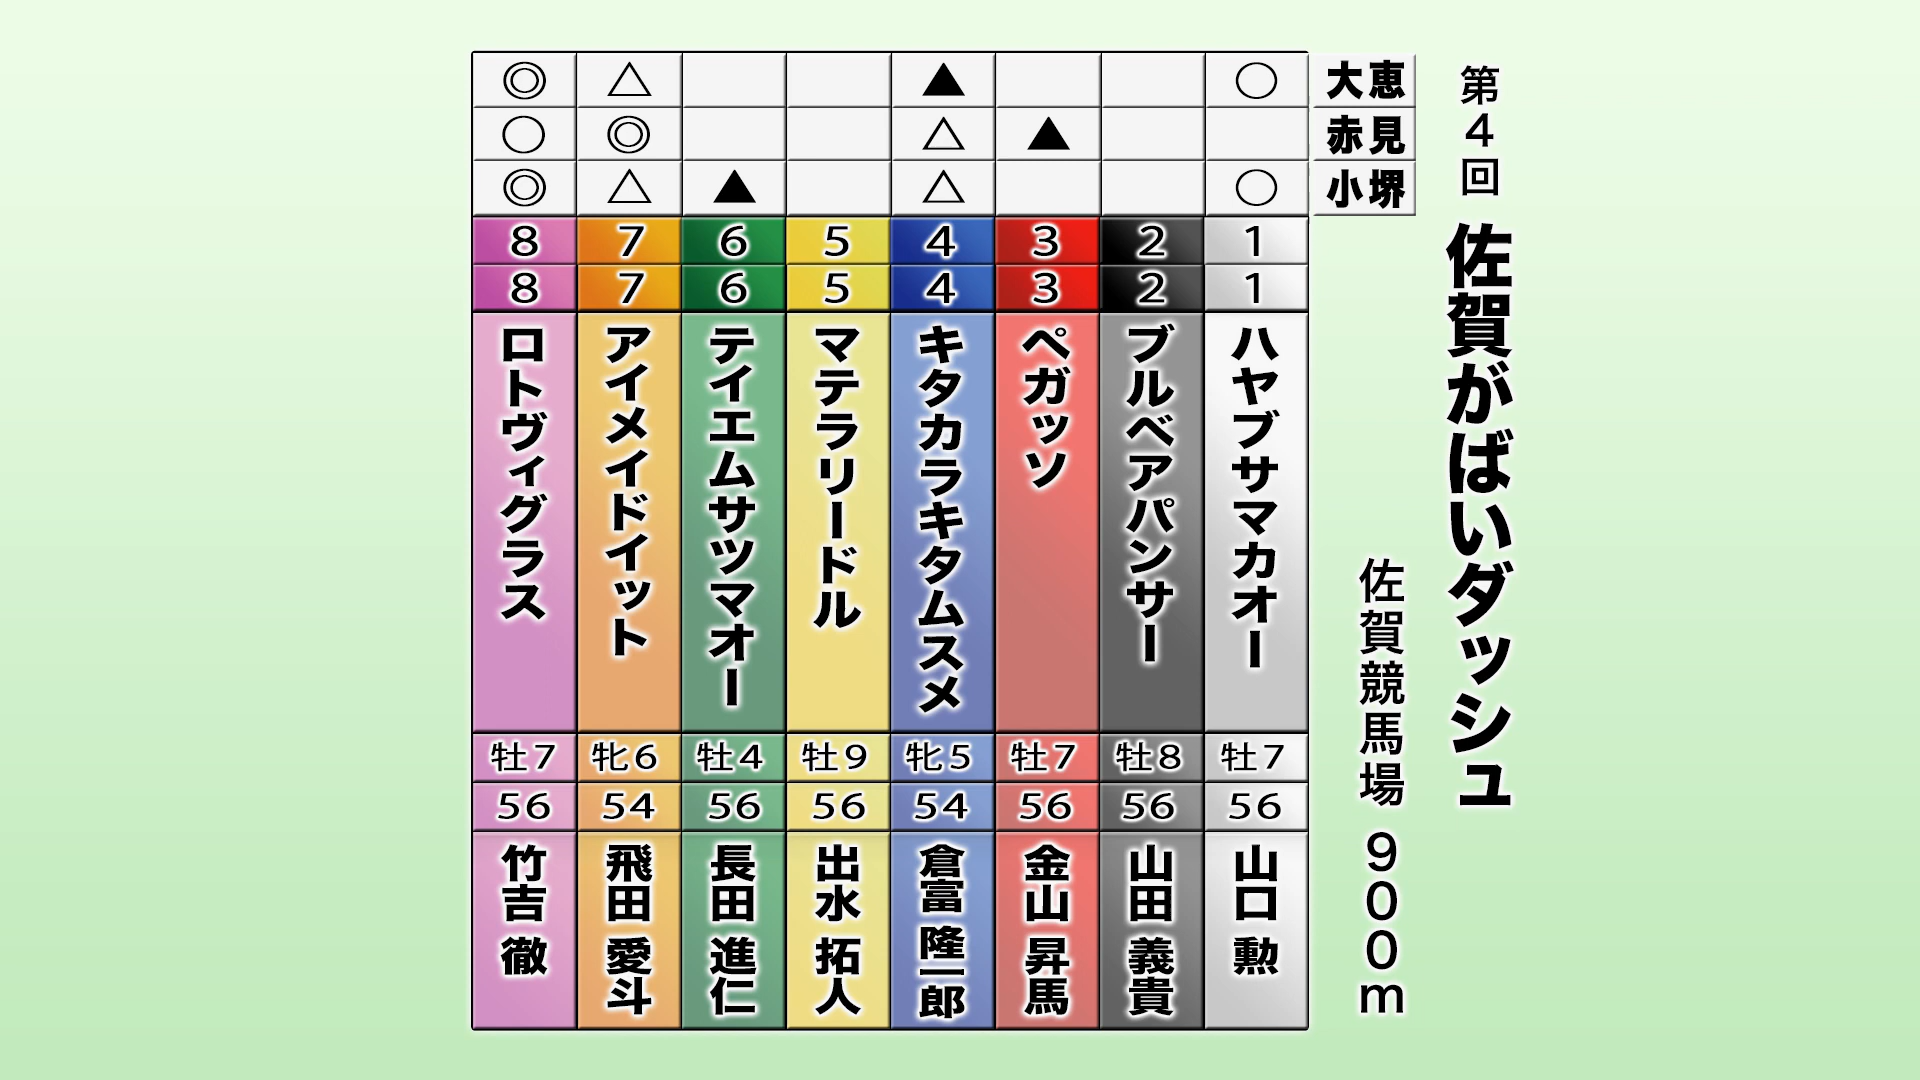 第4回 佐賀がばいダッシュ
佐賀競馬場 900m
大恵 ○ ▲ △ ◎
赤見 ▲ △ ◎ ○
小堺 ○ △ ▲ △ ◎
1 1 ハヤブサマカオー 牡7 56 山口 勲
2 2 ブルベアパンサー 牡8 56 山田 義貴
3 3 ペガッソ 牡7 56 金山 昇馬
4 4 キタカラキタムスメ 牝5 54 倉富 隆一郎
5 5 マテラリードル 牡9 56 出水 拓人
6 6 テイエムサツマオー 牡4 56 長田 進仁
7 7 アイメイドイット 牝6 54 飛田 愛斗
8 8 ロトヴィグラス 牡7 56 竹吉 徹